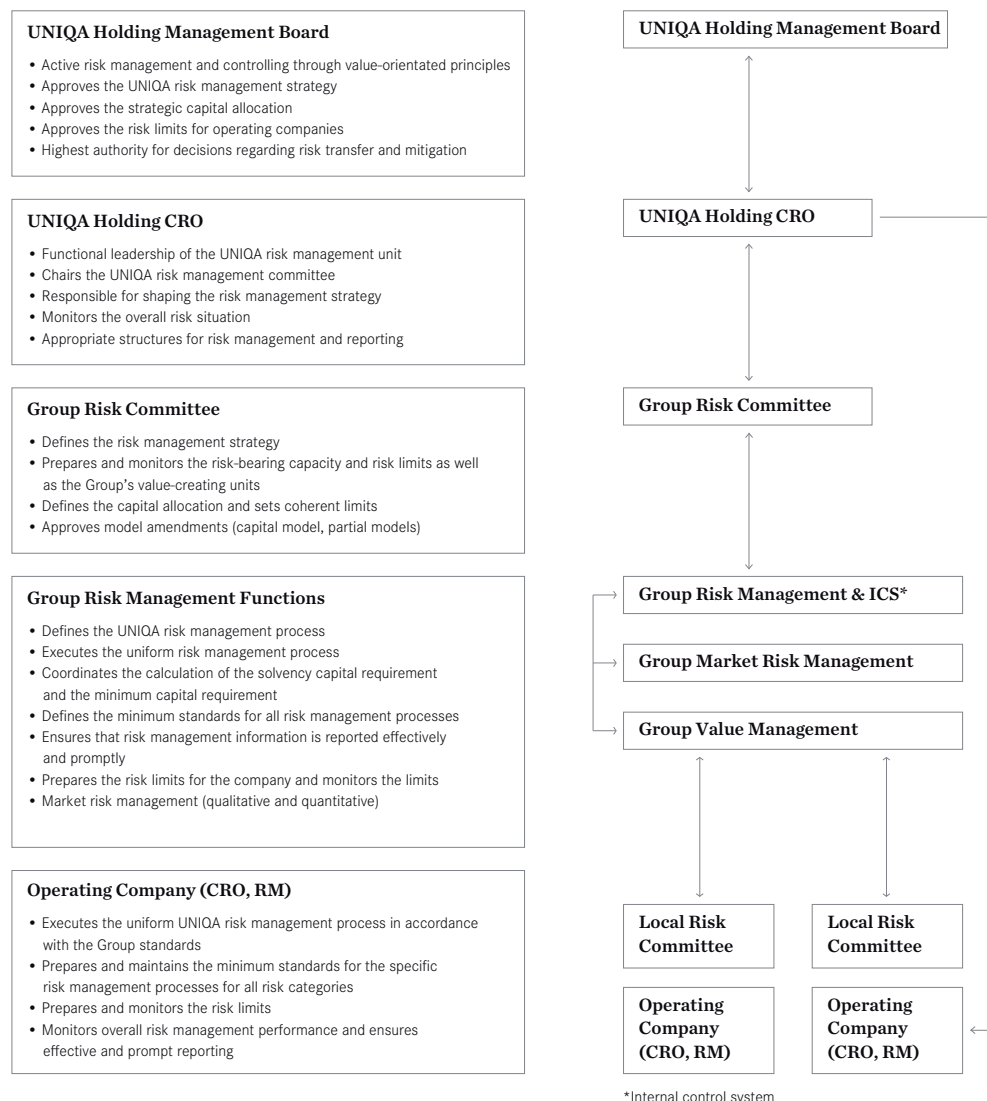 UNIQA Holding Management Board
• Active risk management and controlling through value-orientated principles
• Approves the UNIQA risk management strategy
• Approves the strategic capital allocation
• Approves the risk limits for operating companies
• Highest authority for decisions regarding risk transfer and mitigation
UNIQA Holding CRO
• Functional leadership of the UNIQA risk management unit
• Chairs the UNIQA risk management committee
• Responsible for shaping the risk management strategy
• Monitors the overall risk situation
• Appropriate structures for risk management and reporting
Group Risk Committee
• Defines the risk management strategy
• Prepares and monitors the risk-bearing capacity and risk limits as well
as the Group's value-creating units
• Defines the capital allocation and sets coherent limits
• Approves model amendments (capital model, partial models)
Group Risk Management Functions
• Defines the UNIQA risk management process
• Executes the uniform risk management process
• Coordinates the calculation of the solvency capital requirement
and the minimum capital requirement
• Defines the minimum standards for all risk management processes
• Ensures that risk management information is reported effectively
and promptly
• Prepares the risk limits for the company and monitors the limits
• Market risk management (qualitative and quantitative)
Operating Company (CRO, RM)
• Executes the uniform UNIQA risk management process in accordance
with the Group standards
• Prepares and maintains the minimum standards for the specific
risk management processes for all risk categories
• Prepares and monitors the risk limits
• Monitors overall risk management performance and ensures
effective and prompt reporting
UNIQA Holding Management Board
UNIQA Holding CRO
Group Risk Committee
Group Risk Management & ICS*
Group Market Risk Management
Group Value Management
Local Risk
Committee
Local Risk
Committee
Operating
Company
(CRO, RM)
Operating
Company
(CRO, RM)
*Internal control system